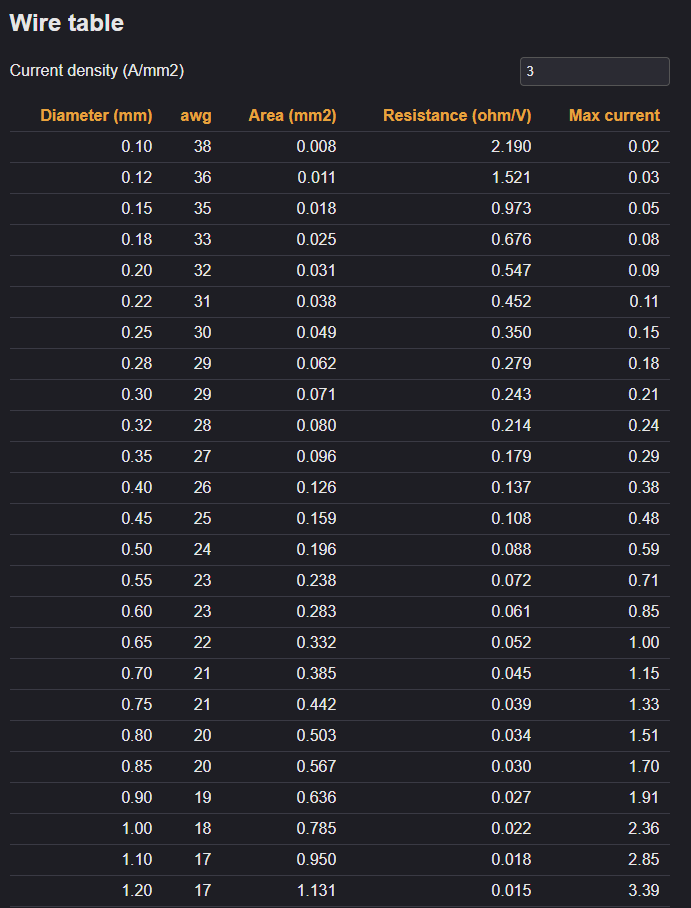 Wire table
Current density (A/mm2) 3
Diameter (mm) awg Area (mm2) Resistance (ohm/V) Max current
0.10 38 0.008 2.190 0.02
0.12 36 0.011 1.521 0.03
0.15 35 0.018 0.973 0.05
0.18 33 0.025 0.676 0.08
0.20 32 0.031 0.547 0.09
0.22 31 0.038 0.452 0.11
0.25 30 0.049 0.350 0.15
0.28 29 0.062 0.279 0.18
0.30 29 0.071 0.243 0.21
0.32 28 0.080 0.214 0.24
0.35 27 0.096 0.179 0.29
0.40 26 0.126 0.137 0.38
0.45 25 0.159 0.108 0.48
0.50 24 0.196 0.088 0.59
0.55 23 0.238 0.072 0.71
0.60 23 0.283 0.061 0.85
0.65 22 0.332 0.052 1.00
0.70 21 0.385 0.045 1.15
0.75 21 0.442 0.039 1.33
0.80 20 0.503 0.034 1.51
0.85 20 0.567 0.030 1.70
0.90 19 0.636 0.027 1.91
1.00 18 0.785 0.022 2.36
1.10 17 0.950 0.018 2.85
1.20 17 1.131 0.015 3.39